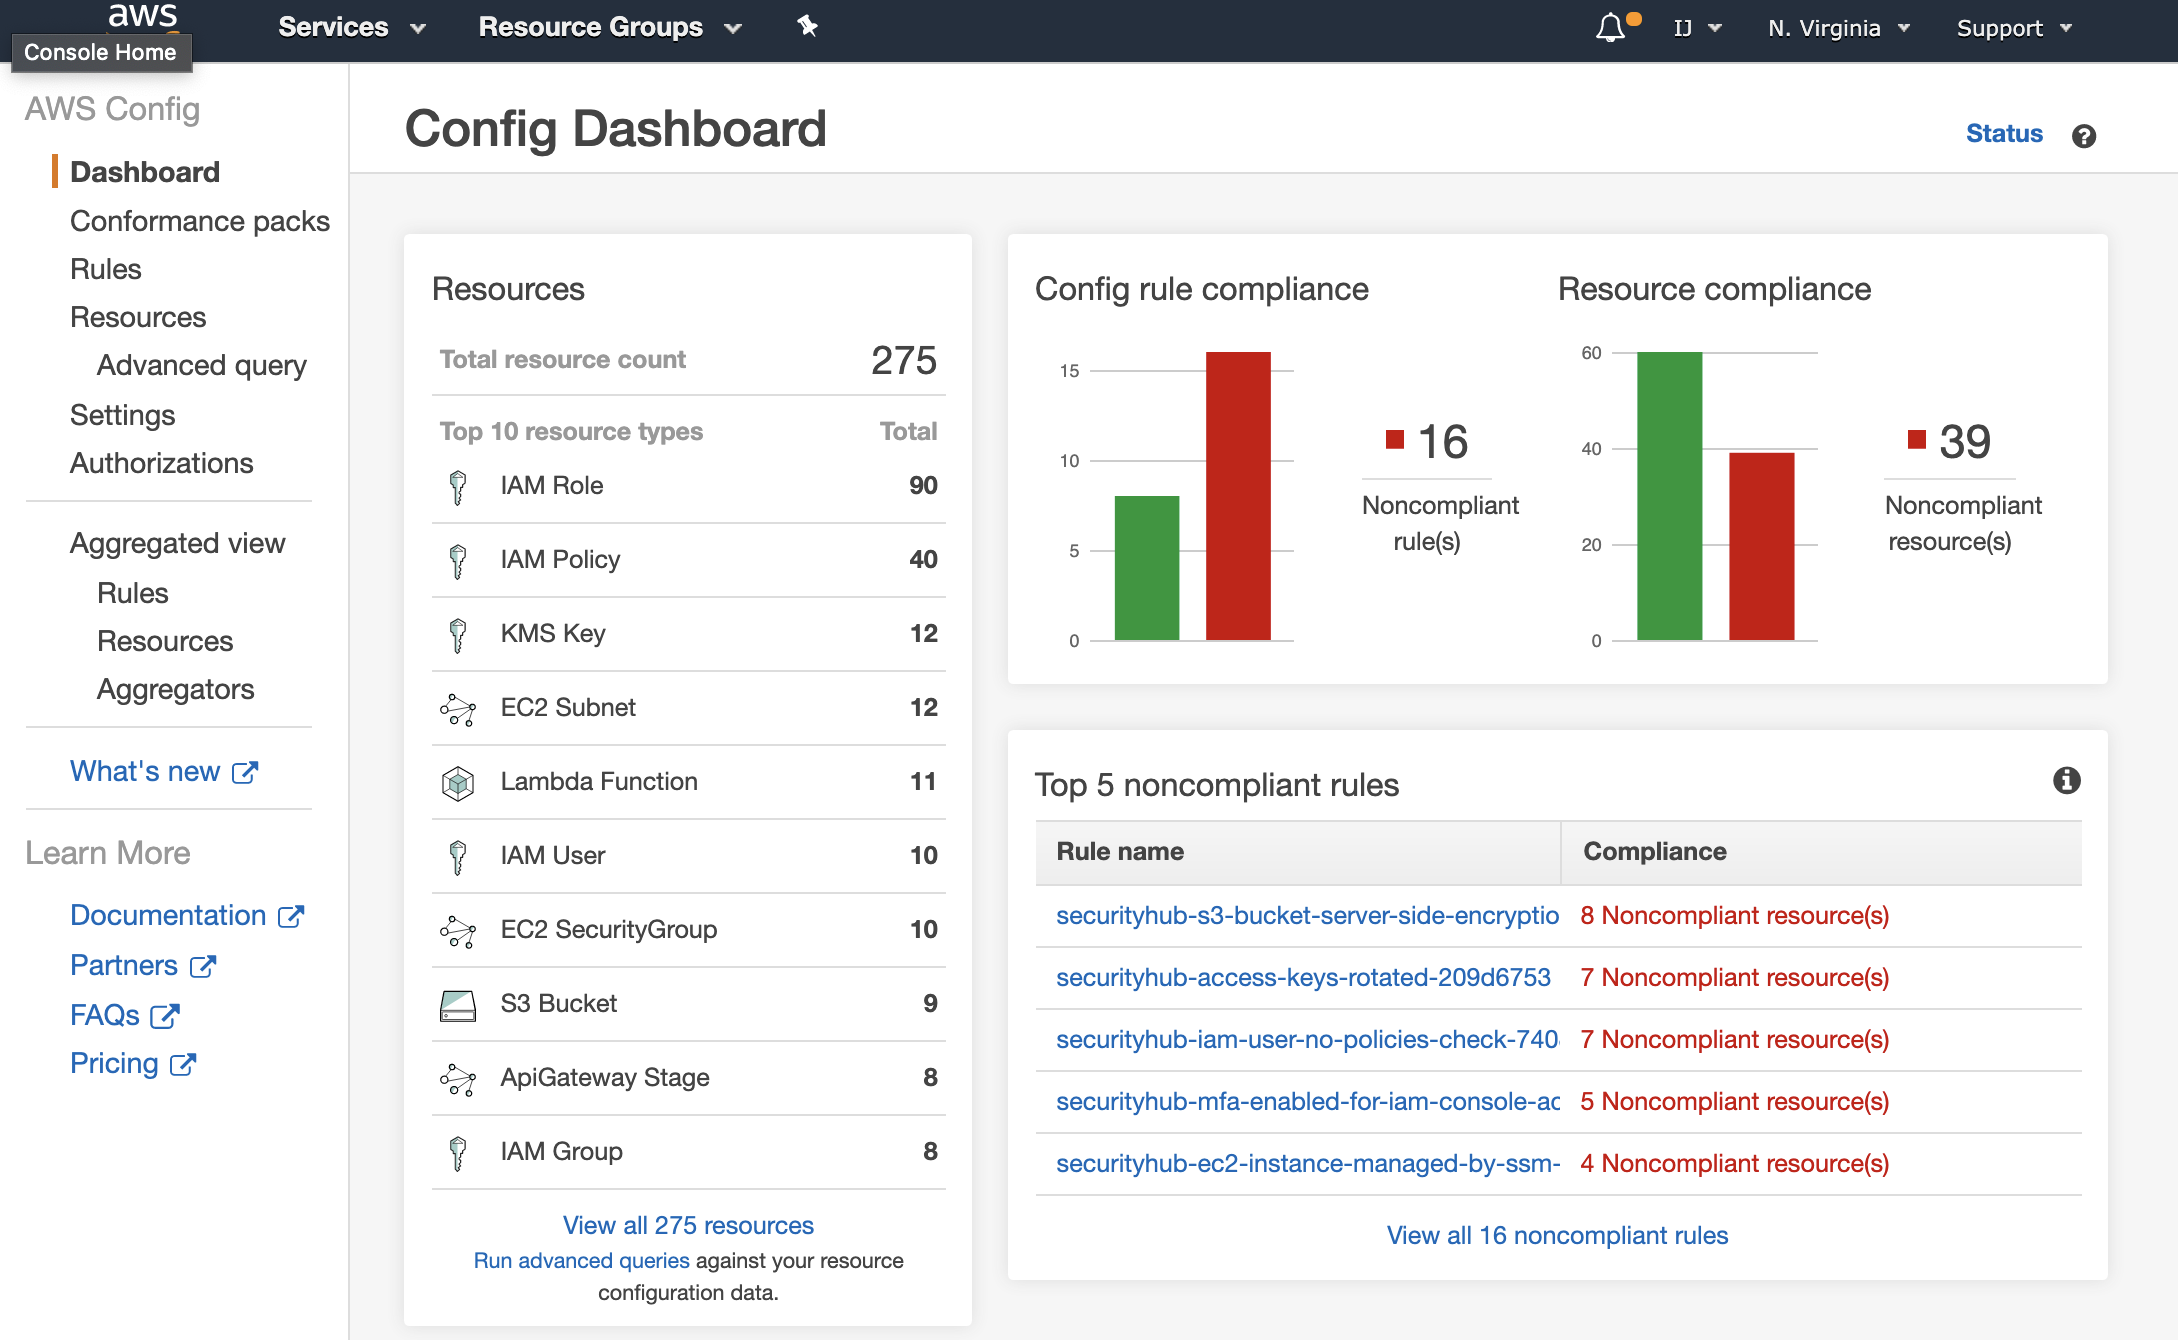 aws
Services
Resource Groups
IJ
N. Virginia
Support
Console Home
AWS Config
Dashboard
Conformance packs
Rules
Resources
Advanced query
Settings
Authorizations
Aggregated view
Rules
Resources
Aggregators
What's new
Learn More
Documentation
Partners
FAQs
Pricing
Config Dashboard
Status
?
Resources
Total resource count 275
Top 10 resource types Total
IAM Role 90
IAM Policy 40
KMS Key 12
EC2 Subnet 12
Lambda Function 11
IAM User 10
EC2 SecurityGroup 10
S3 Bucket 9
ApiGateway Stage 8
IAM Group 8
View all 275 resources
Run advanced queries against your resource
configuration data.
Config rule compliance
15
10
5
0
16
Noncompliant
rule(s)
Resource compliance
60
40
20
0
39
Noncompliant
resource(s)
Top 5 noncompliant rules
i
Rule name Compliance
securityhub-s3-bucket-server-side-encryptio 8 Noncompliant resource(s)
securityhub-access-keys-rotated-209d6753 7 Noncompliant resource(s)
securityhub-iam-user-no-policies-check-740 7 Noncompliant resource(s)
securityhub-mfa-enabled-for-iam-console-ac 5 Noncompliant resource(s)
securityhub-ec2-instance-managed-by-ssm- 4 Noncompliant resource(s)
View all 16 noncompliant rules